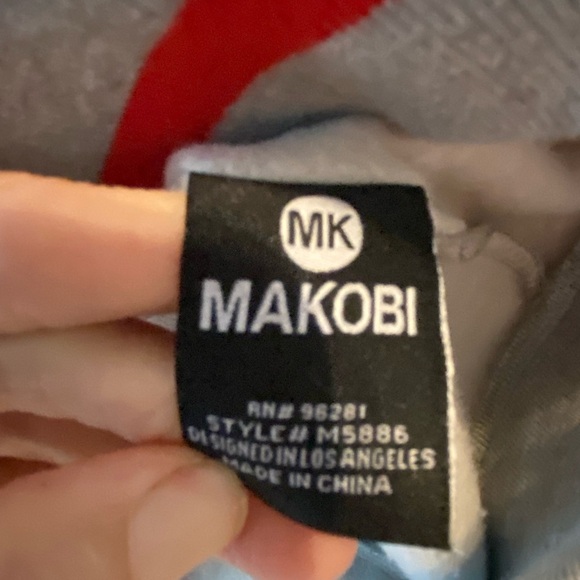 MK
MAKOBI
RN# 96281
STYLE# M5886
DESIGNED IN LOS ANGELES
MADE IN CHINA